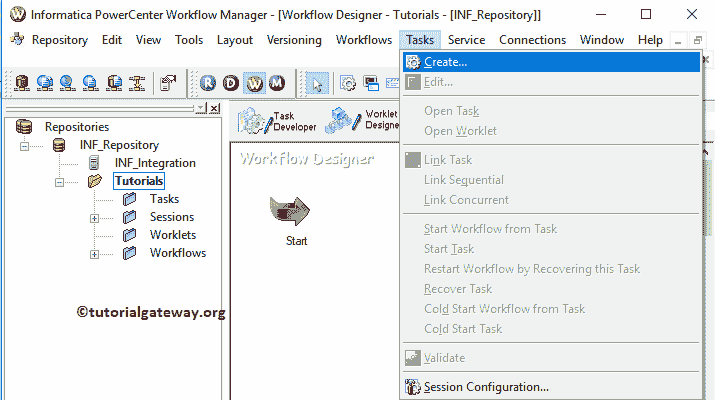 Informatica PowerCenter Workflow Manager - [Workflow Designer - Tutorials - [INF_Repository]]
Repository Edit View Tools Layout Versioning Workflows Tasks Service Connections Window Help
R D W M
Repositories
INF_Repository
INF_Integration
Tutorials
Tasks
Sessions
Worklets
Workflows
©tutorialgateway.org
Task
Developer
Worklet
Designe
Workflow Designer
Start
Create...
Edit...
Open Task
Open Worklet
Link Task
Link Sequential
Link Concurrent
Start Workflow from Task
Start Task
Restart Workflow by Recovering this Task
Recover Task
Cold Start Workflow from Task
Cold Start Task
Validate
Session Configuration...